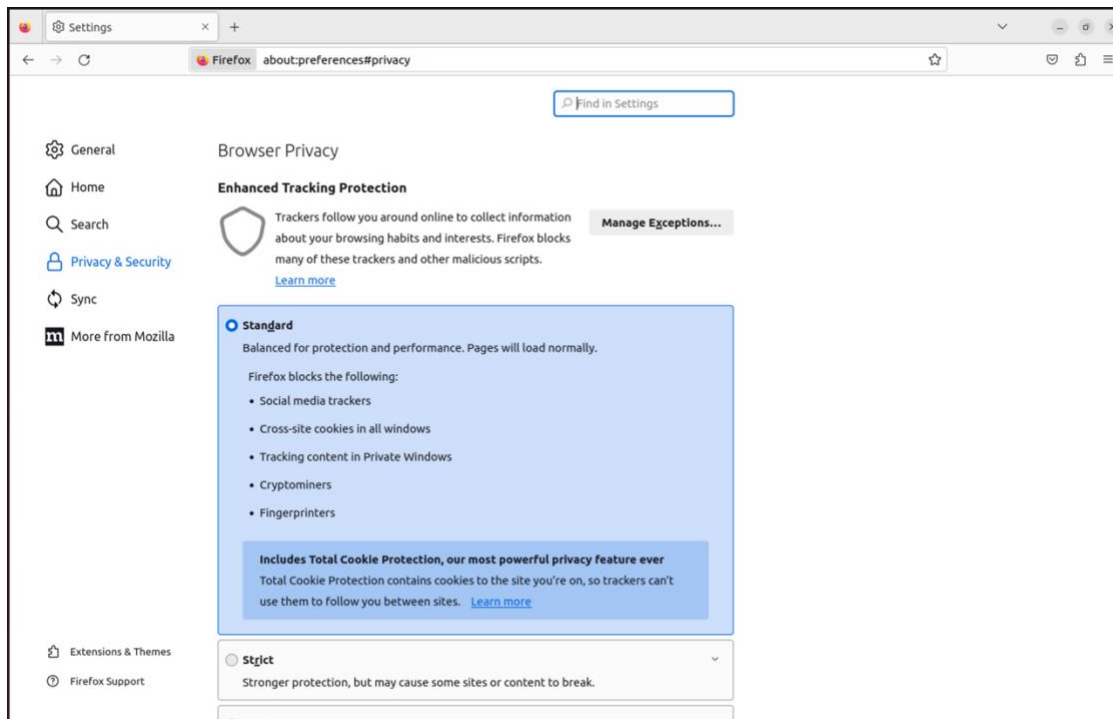 Settings
Firefox about:preferences#privacy
Find in Settings
General
Home
Search
Privacy & Security
Sync
More from Mozilla
Extensions & Themes
Firefox Support
Browser Privacy
Enhanced Tracking Protection
Trackers follow you around online to collect information
about your browsing habits and interests. Firefox blocks
many of these trackers and other malicious scripts.
Learn more
Manage Exceptions...
Standard
Balanced for protection and performance. Pages will load normally.
Firefox blocks the following:
• Social media trackers
• Cross-site cookies in all windows
• Tracking content in Private Windows
• Cryptominers
• Fingerprinters
Includes Total Cookie Protection, our most powerful privacy feature ever
Total Cookie Protection contains cookies to the site you're on, so trackers can't
use them to follow you between sites. Learn more
Strict
Stronger protection, but may cause some sites or content to break.